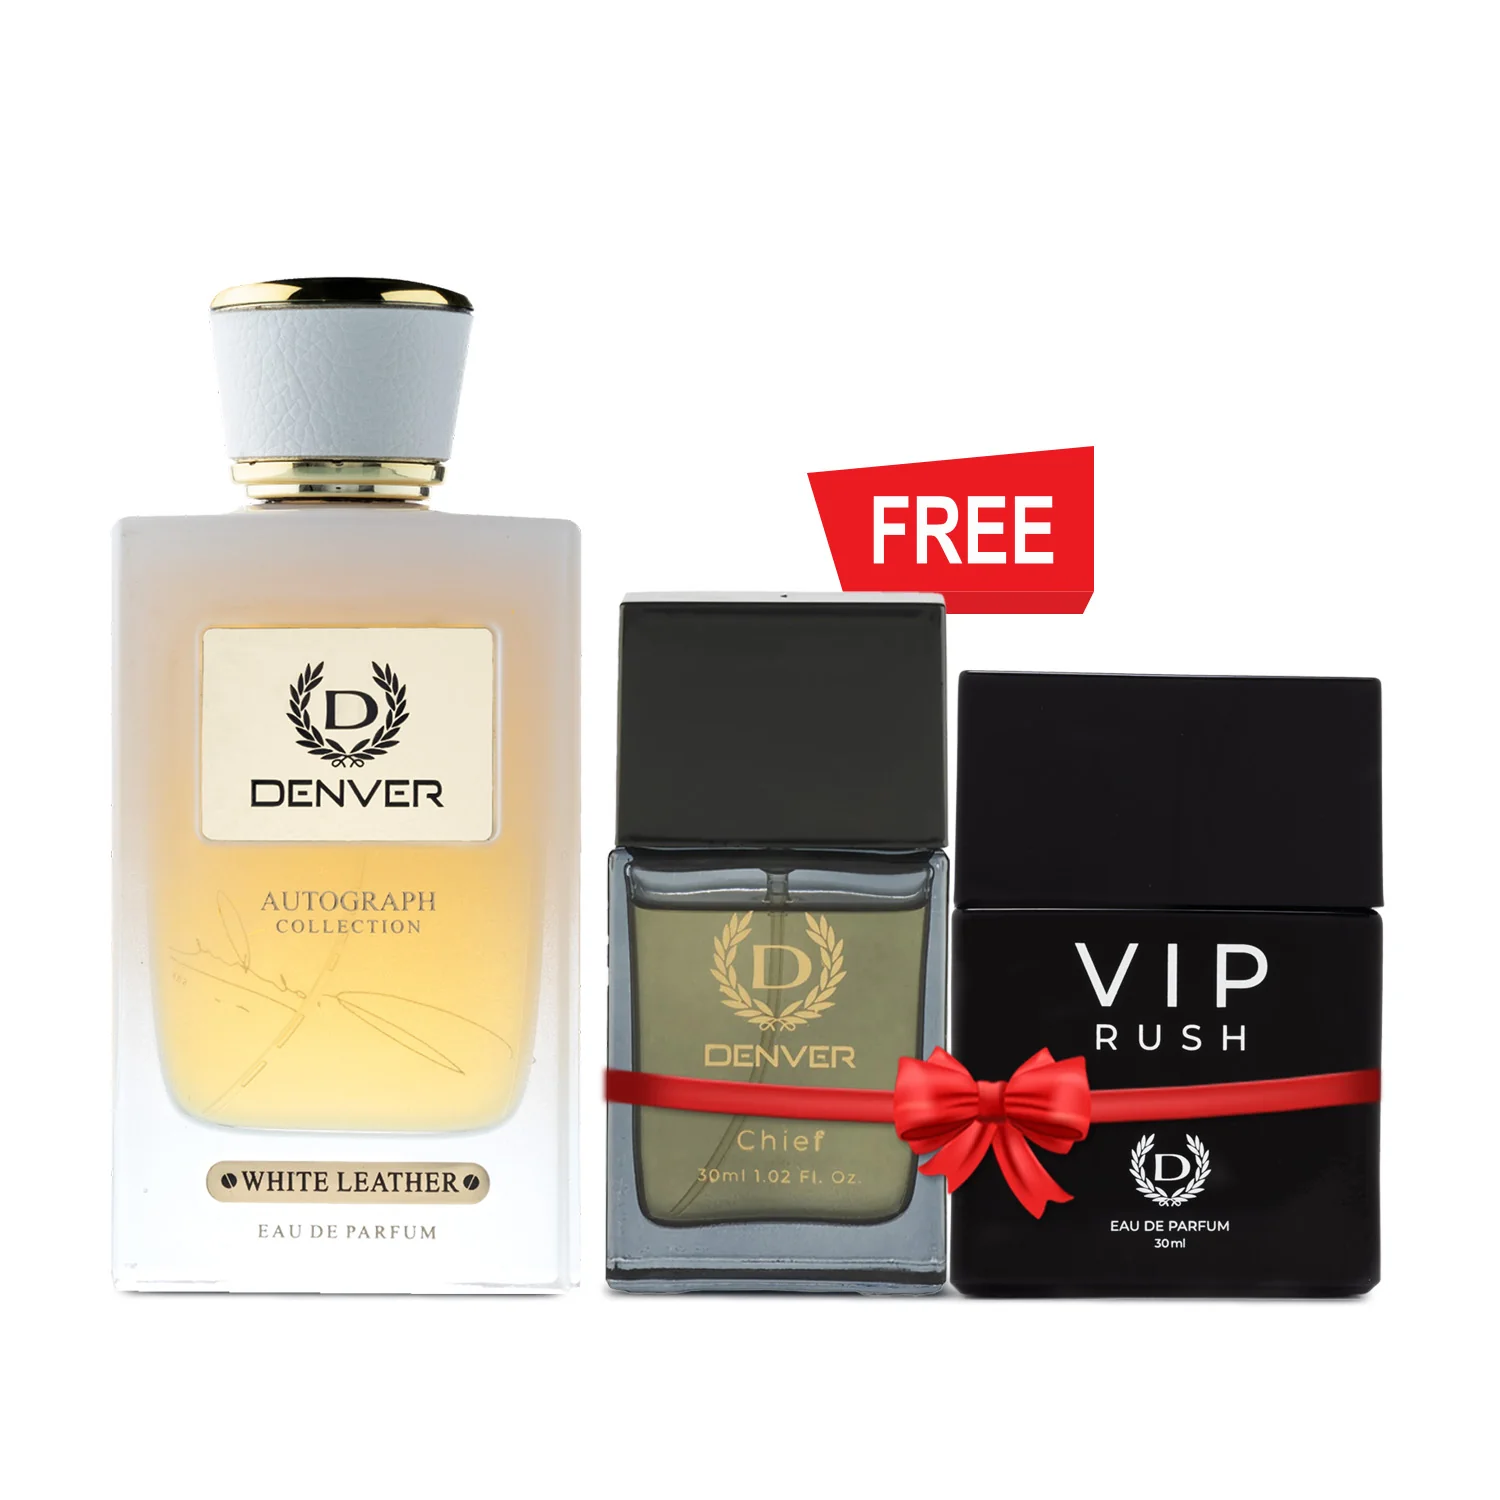 D
DENVER
AUTOGRAPH
COLLECTION
WHITE LEATHER
EAU DE PARFUM
FREE
D
DENVER
Chief
30ml 1.02 Fl. Oz.
VIP
RUSH
D
EAU DE PARFUM
30ml